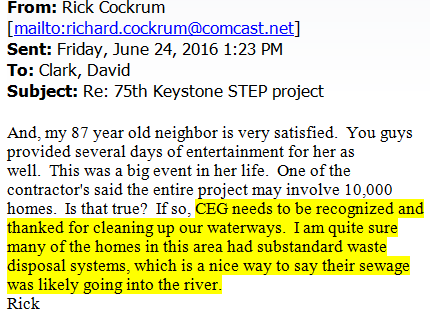 From: Rick Cockrum
[mailto:richard.cockrum@comcast.net]
Sent: Friday, June 24, 2016 1:23 PM
To: Clark, David
Subject: Re: 75th Keystone STEP project
And, my 87 year old neighbor is very satisfied.  You guys
provided several days of entertainment for her as
well.  This was a big event in her life.  One of the
contractor's said the entire project may involve 10,000
homes.  Is that true?  If so, CEG needs to be recognized and
thanked for cleaning up our waterways.  I am quite sure
many of the homes in this area had substandard waste
disposal systems, which is a nice way to say their sewage
was likely going into the river.
Rick